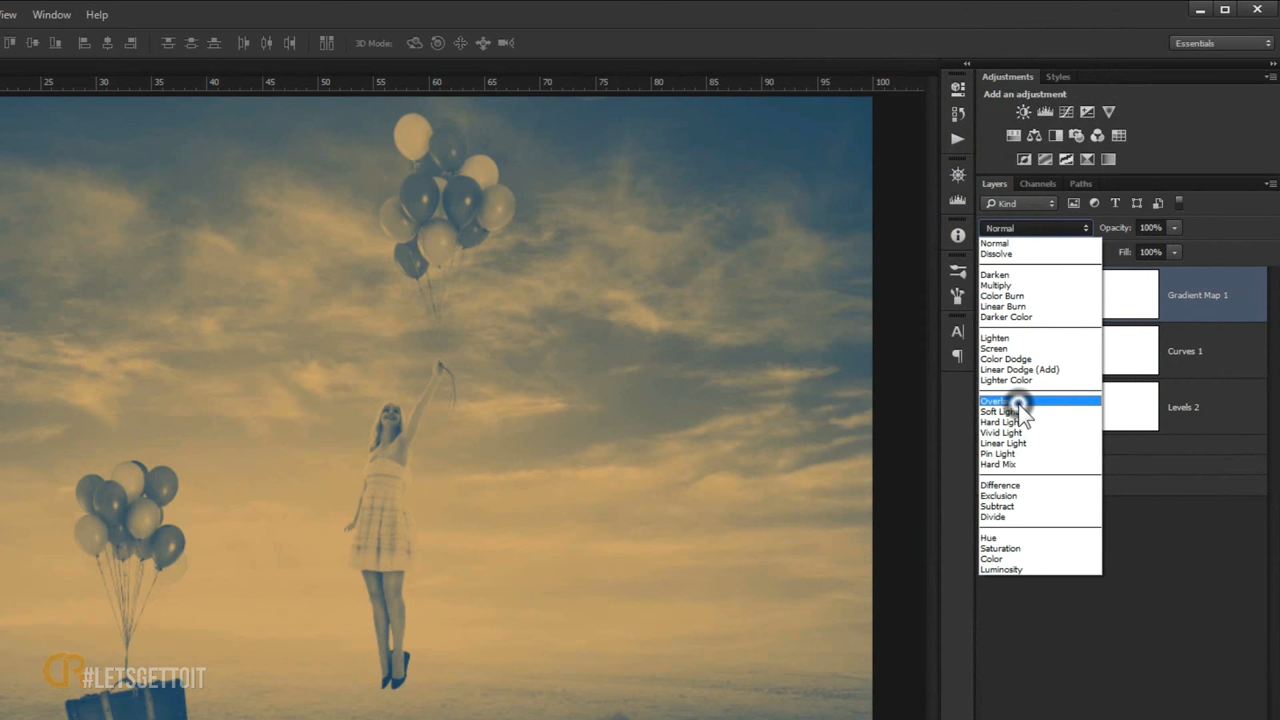 View Window Help
3D Mode: Essentials
25 30 35 40 45 50 55 60 65 70 75 80 85 90 95 100
Adjustments Styles
Add an adjustment
Layers Channels Paths
Kind
Normal Opacity: 100%
Normal
Dissolve
Fill: 100%
Darken
Multiply
Color Burn
Linear Burn
Darker Color
Gradient Map 1
Lighten
Screen
Color Dodge
Linear Dodge (Add)
Lighter Color
Curves 1
Soft Light
Hard Light
Vivid Light
Linear Light
Pin Light
Hard Mix
Levels 2
Difference
Exclusion
Subtract
Divide
Hue
Saturation
Color
Luminosity
#LETSGETTOIT